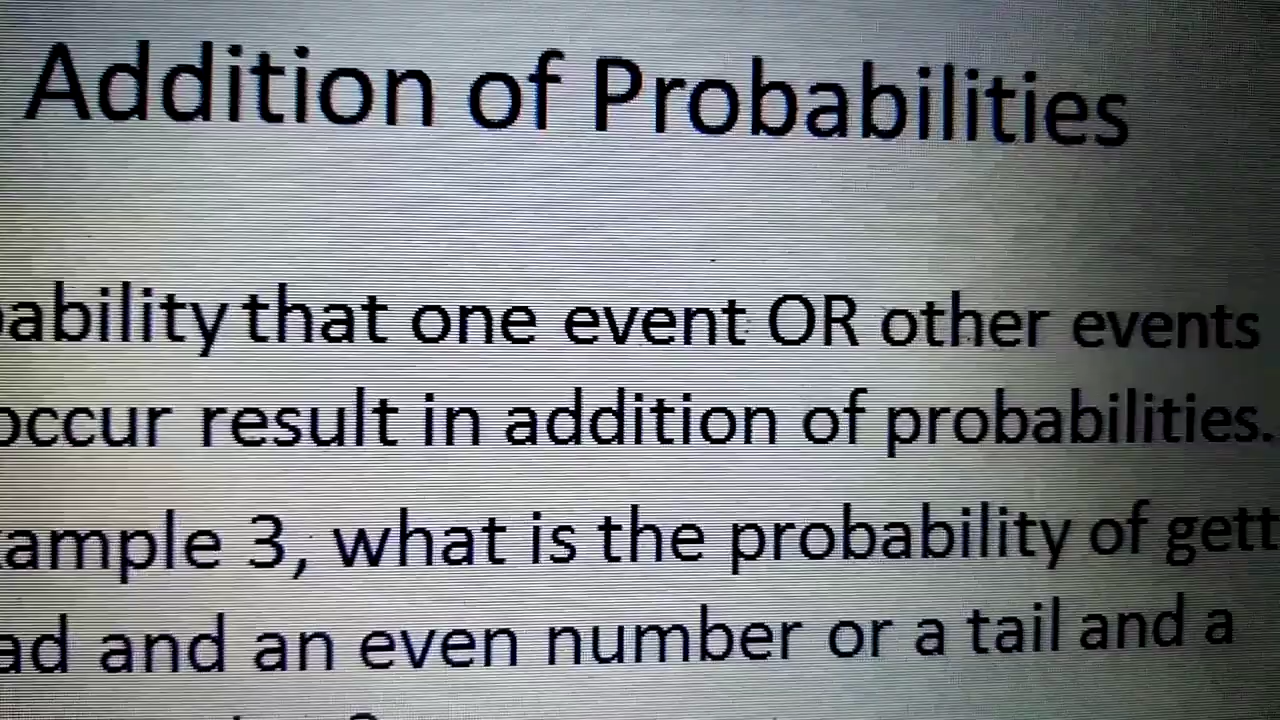 Addition of Probabilities
ability that one event OR other events
occur result in addition of probabilities.
ample 3, what is the probability of gett
ad and an even number or a tail and a